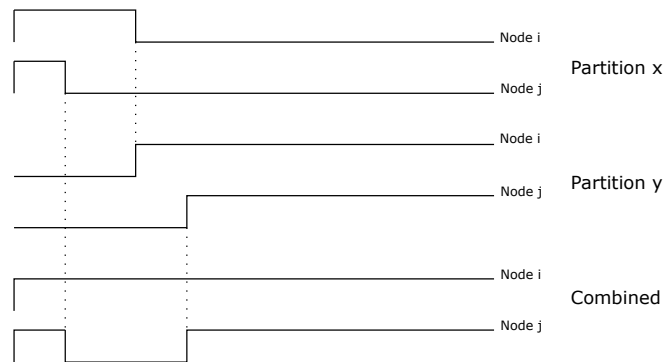 Node i
Partition x
Node j
Node i
Partition y
Node j
Node i
Combined
Node j